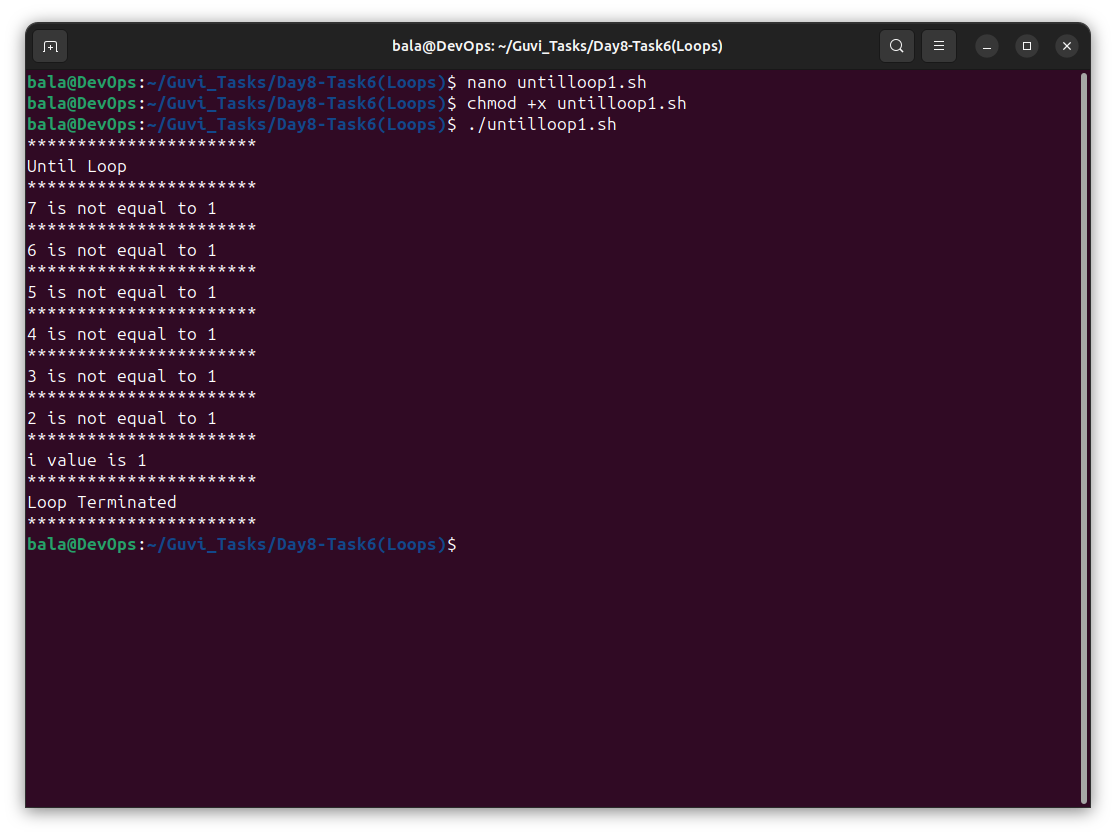 bala@DevOps: ~/Guvi_Tasks/Day8-Task6(Loops)
bala@DevOps:~/Guvi_Tasks/Day8-Task6(Loops)$ nano untilloop1.sh
bala@DevOps:~/Guvi_Tasks/Day8-Task6(Loops)$ chmod +x untilloop1.sh
bala@DevOps:~/Guvi_Tasks/Day8-Task6(Loops)$ ./untilloop1.sh
***********************
Until Loop
***********************
7 is not equal to 1
***********************
6 is not equal to 1
***********************
5 is not equal to 1
***********************
4 is not equal to 1
***********************
3 is not equal to 1
***********************
2 is not equal to 1
***********************
i value is 1
***********************
Loop Terminated
***********************
bala@DevOps:~/Guvi_Tasks/Day8-Task6(Loops)$